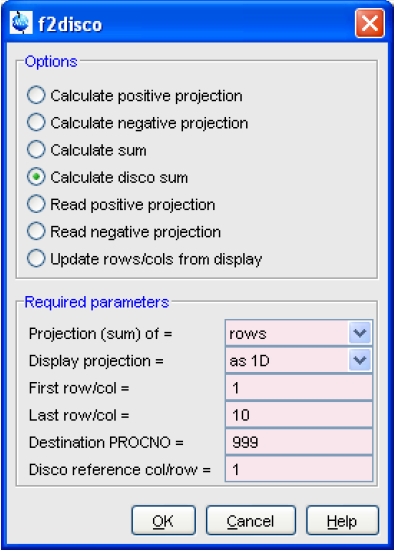 f2disco
Options
Calculate positive projection
Calculate negative projection
Calculate sum
Calculate disco sum
Read positive projection
Read negative projection
Update rows/cols from display
Required parameters
Projection (sum) of = rows
Display projection = as 1D
First row/col = 1
Last row/col = 10
Destination PROCNO = 999
Disco reference col/row = 1
OK Cancel Help